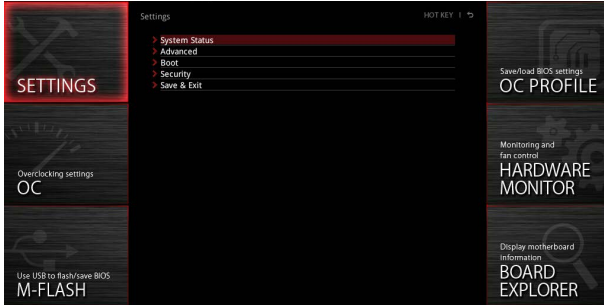 Settings
HOT KEY |
System Status
Advanced
Boot
Security
Save & Exit
SETTINGS
Overclocking settings
OC
Use USB to flash/save BIOS
M-FLASH
Save/load BIOS settings
OC PROFILE
Monitoring and
fan control
HARDWARE
MONITOR
Display motherboard
information
BOARD
EXPLORER